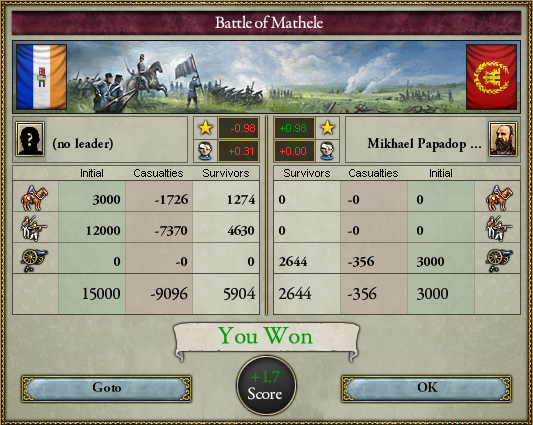 Battle of Mathele
(no leader) -0.98 +0.98 Mikhael Papadop ...
+0.31 +0.00
Initial Casualties Survivors Survivors Casualties Initial
3000 -1726 1274 0 -0 0
12000 -7370 4630 0 -0 0
0 -0 0 2644 -356 3000
15000 -9096 5904 2644 -356 3000
You Won
+1.7
Score
Goto OK